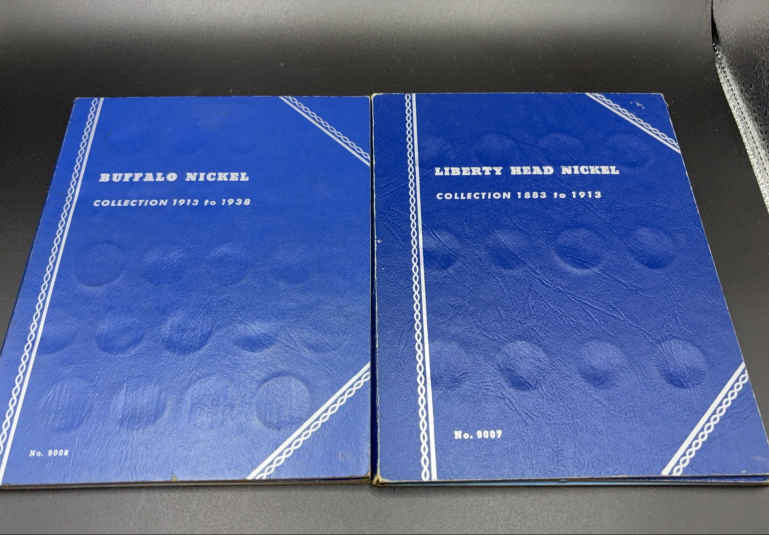 BUFFALO NICKEL
COLLECTION 1913 to 1938
No. 9008
LIBERTY HEAD NICKEL
COLLECTION 1883 to 1913
No. 9007